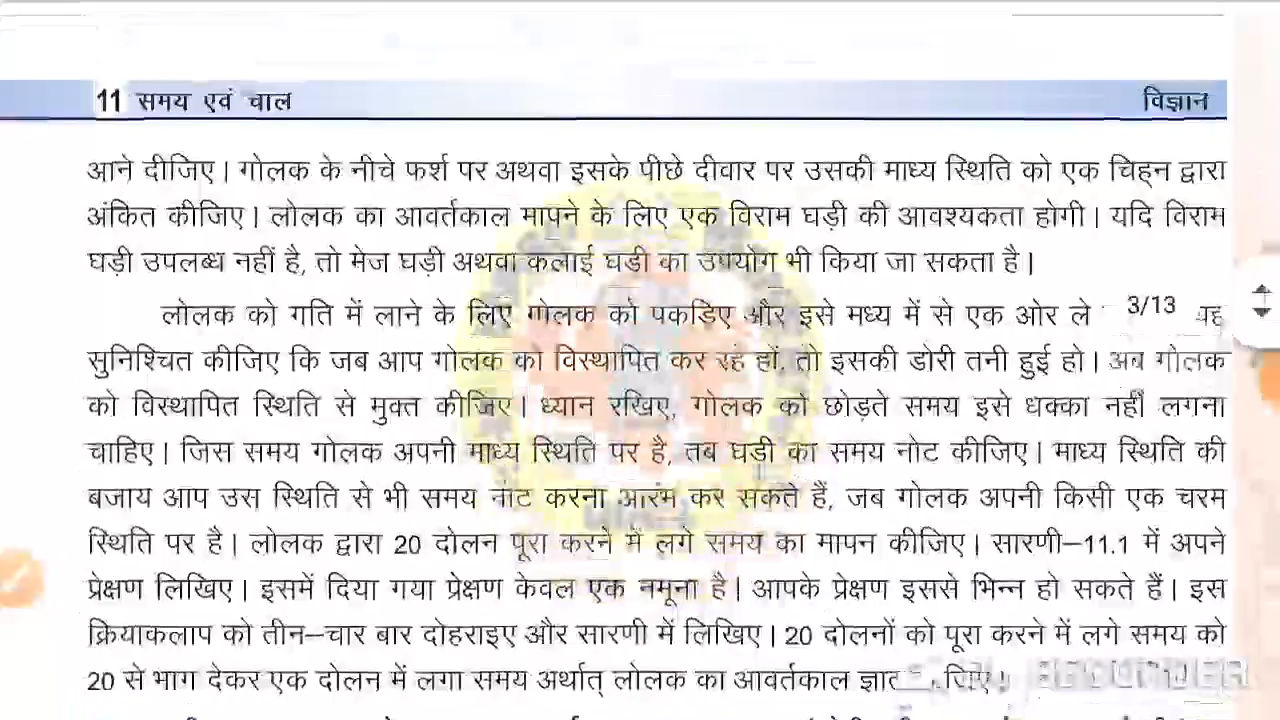 11 समय एवं चाल विज्ञान
आने दीजिए। गोलक के नीचे फर्श पर अथवा इसके पीछे दीवार पर उसकी माध्य स्थिति को एक चिह्न द्वारा
अंकित कीजिए। लोलक का आवर्तकाल मापने के लिए एक विराम घड़ी की आवश्यकता होगी। यदि विराम
घड़ी उपलब्ध नहीं है, तो मेज घड़ी अथवा कलाई घडी का उपयोग भी किया जा सकता है।
लोलक को गति में लाने के लिए गोलक को पकडिए और इसे मध्य में से एक ओर ले 3/13 यह
सुनिश्चित कीजिए कि जब आप गोलक को विस्थापित कर रहे हों, तो इसकी डोरी तनी हुई हो। अब गोलक
को विस्थापित स्थिति से मुक्त कीजिए। ध्यान रखिए, गोलक को छोड़ते समय इसे धक्का नहीं लगना
चाहिए। जिस समय गोलक अपनी माध्य स्थिति पर है, तब घडी का समय नोट कीजिए। माध्य स्थिति की
बजाय आप उस स्थिति से भी समय नोट करना आरंभ कर सकते हैं, जब गोलक अपनी किसी एक चरम
स्थिति पर है। लोलक द्वारा 20 दोलन पूरा करने में लगे समय का मापन कीजिए। सारणी–11.1 में अपने
प्रेक्षण लिखिए। इसमें दिया गया प्रेक्षण केवल एक नमूना है। आपके प्रेक्षण इससे भिन्न हो सकते हैं। इस
क्रियाकलाप को तीन–चार बार दोहराइए और सारणी में लिखिए। 20 दोलनों को पूरा करने में लगे समय को
20 से भाग देकर एक दोलन में लगा समय अर्थात् लोलक का आवर्तकाल ज्ञात